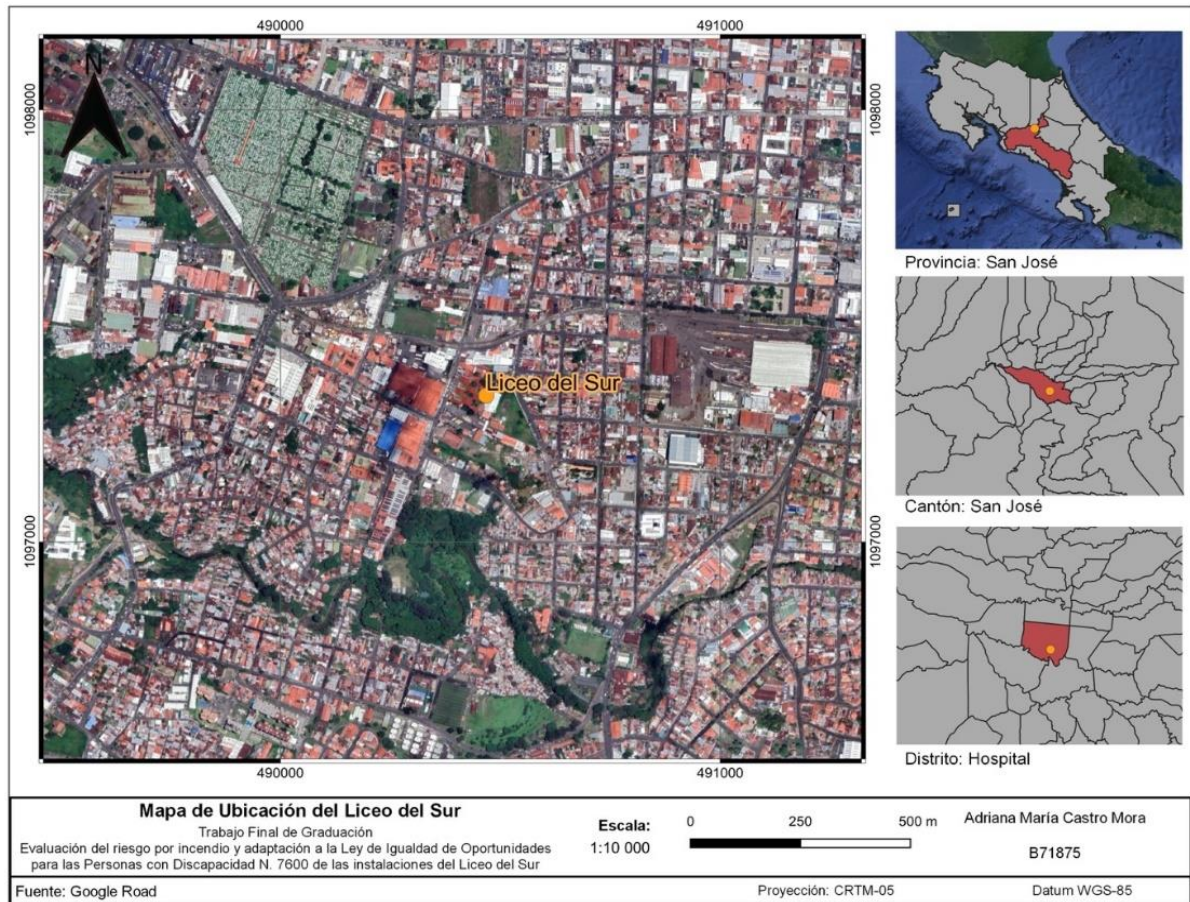 490000
491000
N
1098000
1098000
Provincia: San José
Liceo del Sur
Cantón: San José
1097000
1097000
Distrito: Hospital
490000
491000
Mapa de Ubicación del Liceo del Sur
Trabajo Final de Graduación
Evaluación del riesgo por incendio y adaptación a la Ley de Igualdad de Oportunidades
para las Personas con Discapacidad N. 7600 de las instalaciones del Liceo del Sur
Escala:
1:10 000
0 250 500 m
Adriana María Castro Mora
B71875
Fuente: Google Road
Proyección: CRTM-05
Datum WGS-85